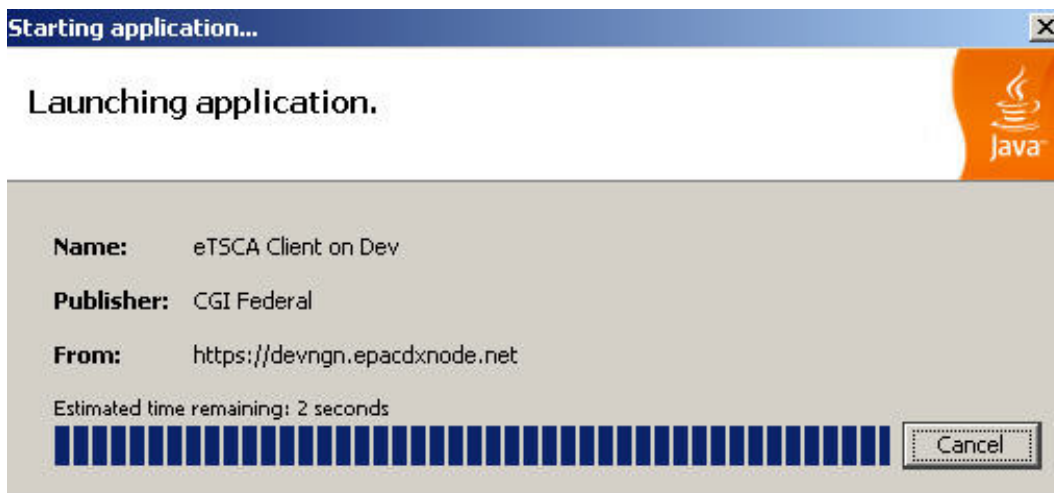 Starting application...
Launching application.
Java
Name: eTSCA Client on Dev
Publisher: CGI Federal
From: https://devngn.epacdxnode.net
Estimated time remaining: 2 seconds
Cancel